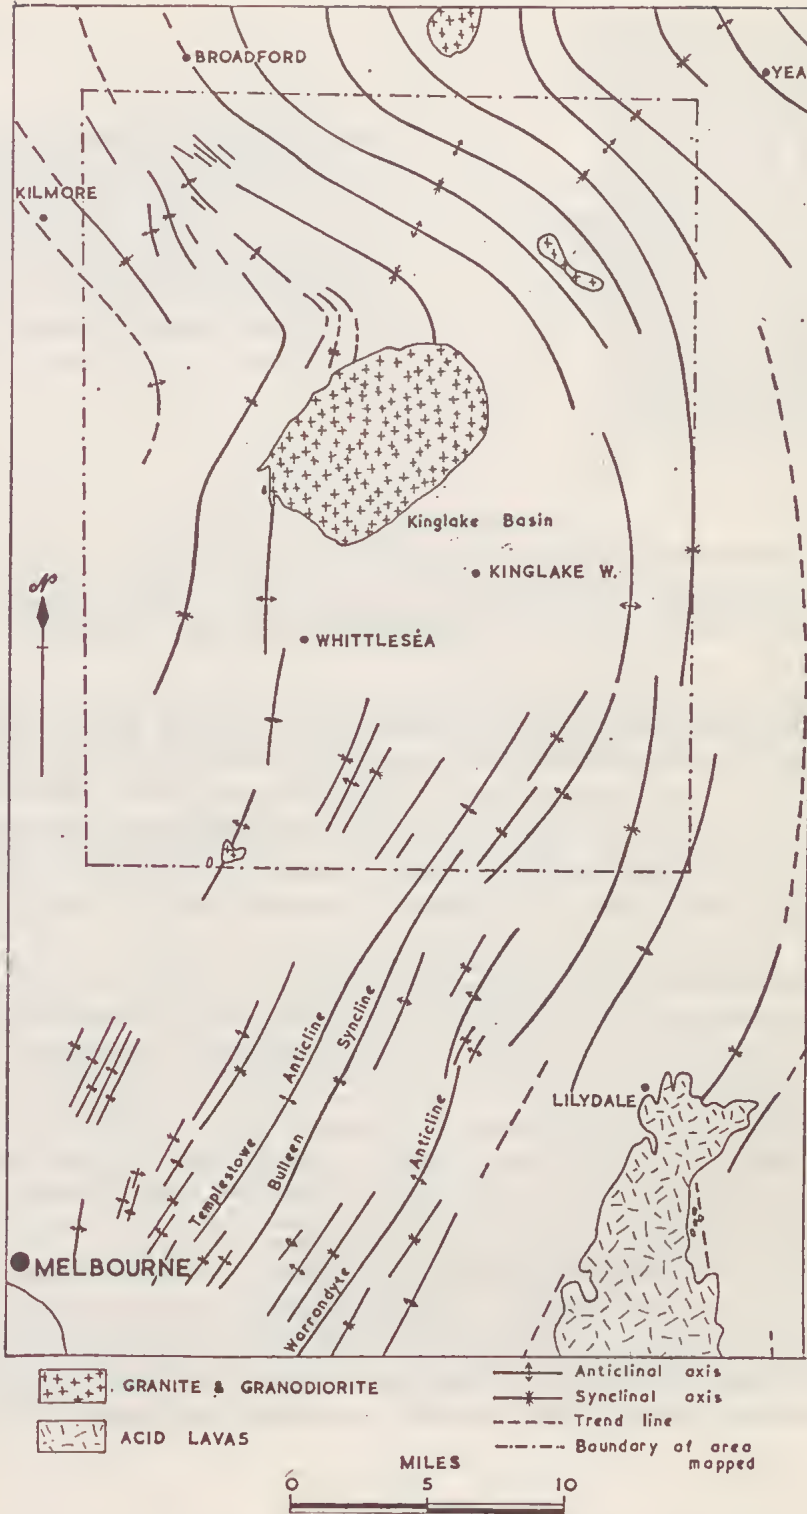 BROADFORD
YEA
KILMORE
Kinglake Basin
KINGLAKE W.
N
WHITTLESEA
Templestowe Anticline
Bulleen Syncline
Warrandyte Anticline
LILYDALE
MELBOURNE
GRANITE & GRANODIORITE
ACID LAVAS
Anticlinal axis
Synclinal axis
Trend line
Boundary of area
mapped
MILES
0 5 10